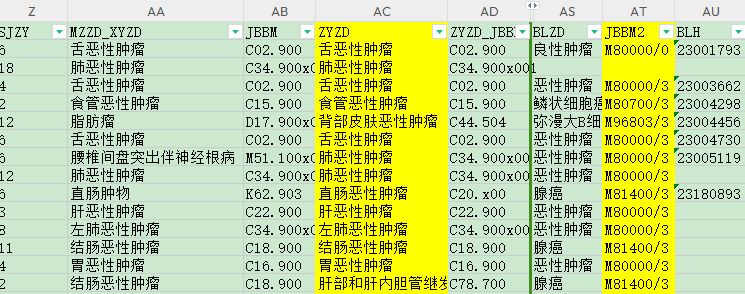 Z AA AB AC AD AS AT AU
SJZY MZZD_XYZD JBBM ZYZD ZYZD_JBB BLZD JBBM2 BLH
6 舌恶性肿瘤 C02.900 舌恶性肿瘤 C02.900 良性肿瘤 M80000/0 23001793
18 肺恶性肿瘤 C34.900x0 肺恶性肿瘤 C34.900x001
4 舌恶性肿瘤 C02.900 舌恶性肿瘤 C02.900 恶性肿瘤 M80000/3 23003662
2 食管恶性肿瘤 C15.900 食管恶性肿瘤 C15.900 鳞状细胞癌 M80700/3 23004298
12 脂肪瘤 D17.900x0 背部皮肤恶性肿瘤 C44.504 弥漫大B细 M96803/3 23004456
6 舌恶性肿瘤 C02.900 舌恶性肿瘤 C02.900 恶性肿瘤 M80000/3 23004730
6 腰椎间盘突出伴神经根病 M51.100x0 肺恶性肿瘤 C34.900x00 恶性肿瘤 M80000/3 23005119
12 肺恶性肿瘤 C34.900x0 肺恶性肿瘤 C34.900x00 恶性肿瘤 M80000/3
6 直肠肿物 K62.903 直肠恶性肿瘤 C20.x00 腺癌 M81400/3 23180893
3 肝恶性肿瘤 C22.900 肝恶性肿瘤 C22.900 恶性肿瘤 M80000/3
8 左肺恶性肿瘤 C34.900x0 左肺恶性肿瘤 C34.900x00 恶性肿瘤 M80000/3
11 结肠恶性肿瘤 C18.900 结肠恶性肿瘤 C18.900 腺癌 M81400/3
4 胃恶性肿瘤 C16.900 胃恶性肿瘤 C16.900 恶性肿瘤 M80000/3
2 结肠恶性肿瘤 C18.900 肝部和肝内胆管继发 C78.700 腺癌 M81400/3